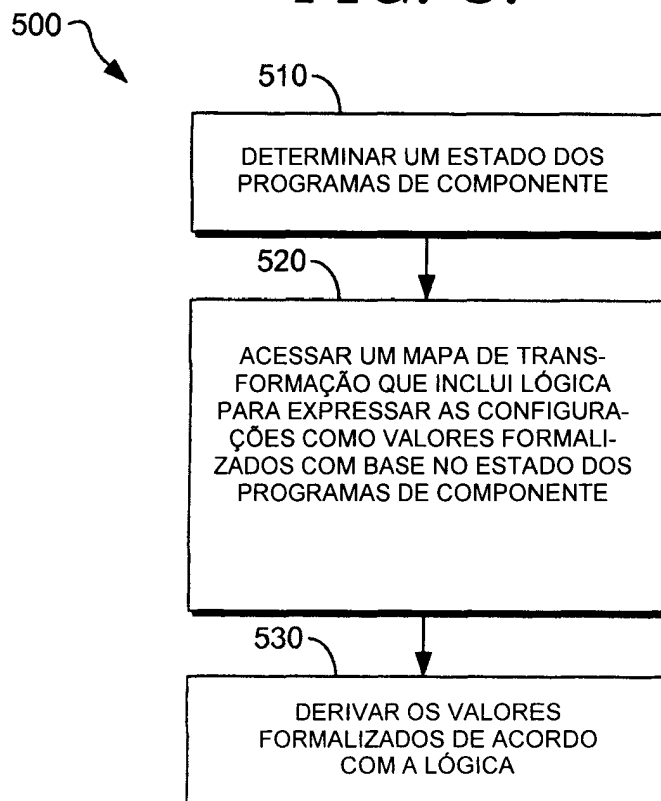 500
510
DETERMINAR UM ESTADO DOS
PROGRAMAS DE COMPONENTE
520
ACESSAR UM MAPA DE TRANS-
FORMAÇÃO QUE INCLUI LÓGICA
PARA EXPRESSAR AS CONFIGURA-
ÇÕES COMO VALORES FORMALI-
ZADOS COM BASE NO ESTADO DOS
PROGRAMAS DE COMPONENTE
530
DERIVAR OS VALORES
FORMALIZADOS DE ACORDO
COM A LÓGICA